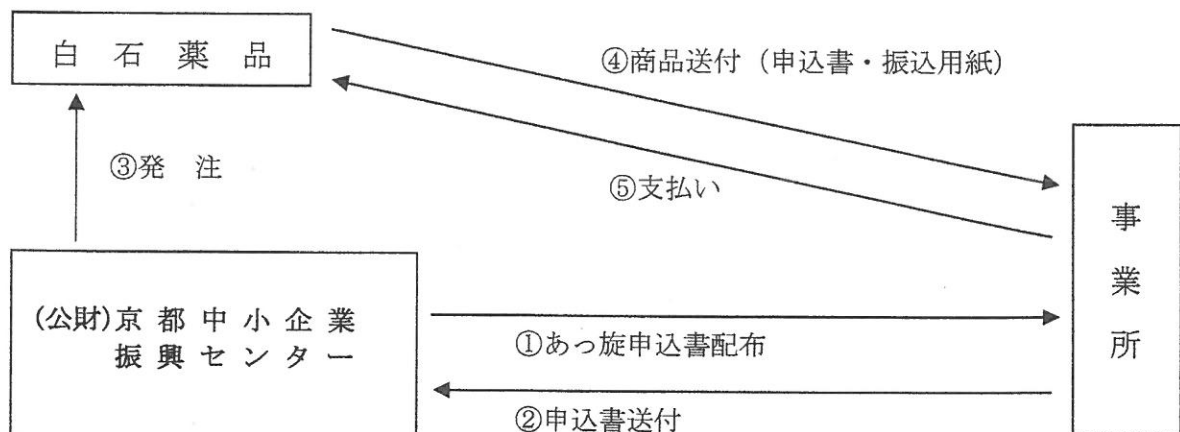 白石薬品
④商品送付（申込書・振込用紙）
③発　注
⑤支払い
事業所
(公財)京都中小企業
振興センター
①あっ旋申込書配布
②申込書送付